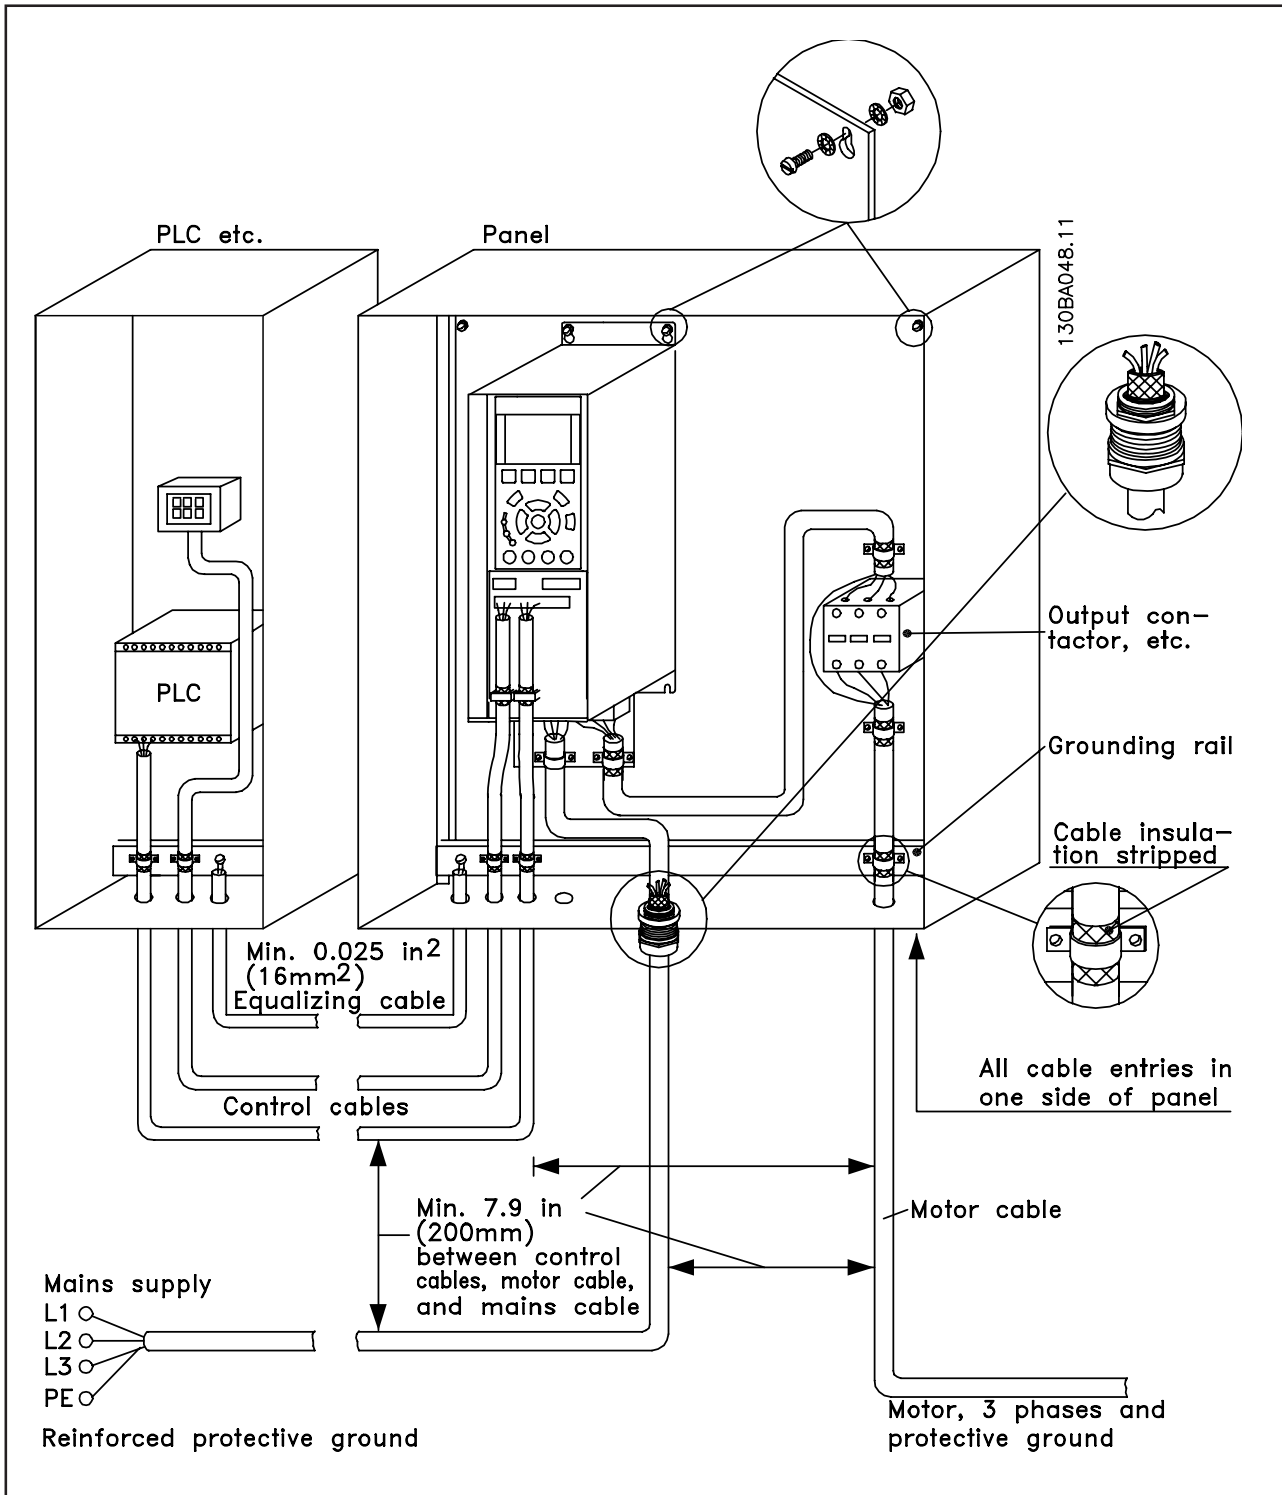 PLC etc.
Panel
130BA048.11
PLC
Output con-
tactor, etc.
Grounding rail
Cable insula-
tion stripped
Min. 0.025 in2
(16mm2)
Equalizing cable
Control cables
All cable entries in
one side of panel
Min. 7.9 in
(200mm)
between control
cables, motor cable,
and mains cable
Motor cable
Mains supply
L1
L2
L3
PE
Reinforced protective ground
Motor, 3 phases and
protective ground